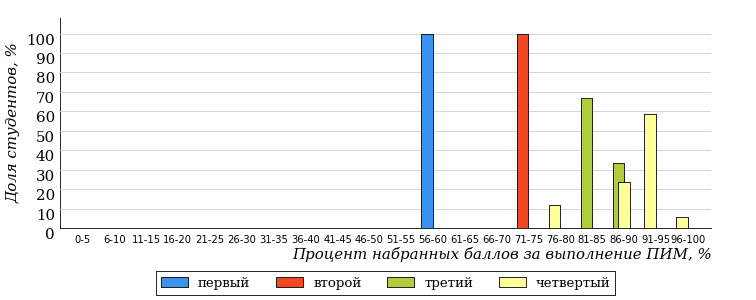 Доля студентов, %
100
90
80
70
60
50
40
30
20
10
0
0-5 6-10 11-15 16-20 21-25 26-30 31-35 36-40 41-45 46-50 51-55 56-60 61-65 66-70 71-75 76-80 81-85 86-90 91-95 96-100
Процент набранных баллов за выполнение ПИМ, %
первый второй третий четвертый